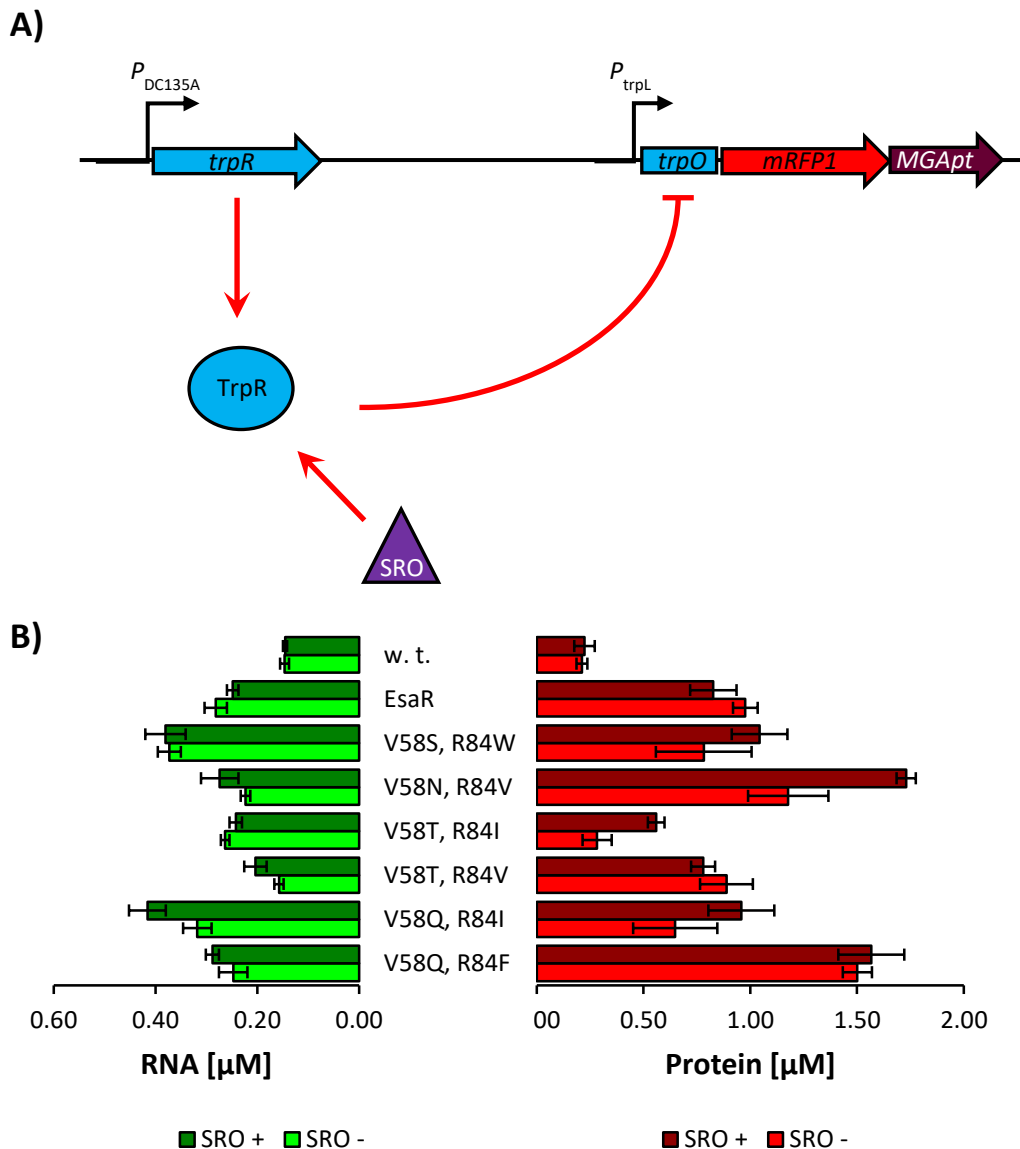 A)
P DC135A
P trpL
trpR
trpO
mRFP1
MGApt
TrpR
SRO
B)
w. t.
EsaR
V58S, R84W
V58N, R84V
V58T, R84I
V58T, R84V
V58Q, R84I
V58Q, R84F
0.60 0.40 0.20 0.00
00 0.50 1.00 1.50 2.00
RNA [µM]
Protein [µM]
SRO + SRO -
SRO + SRO -